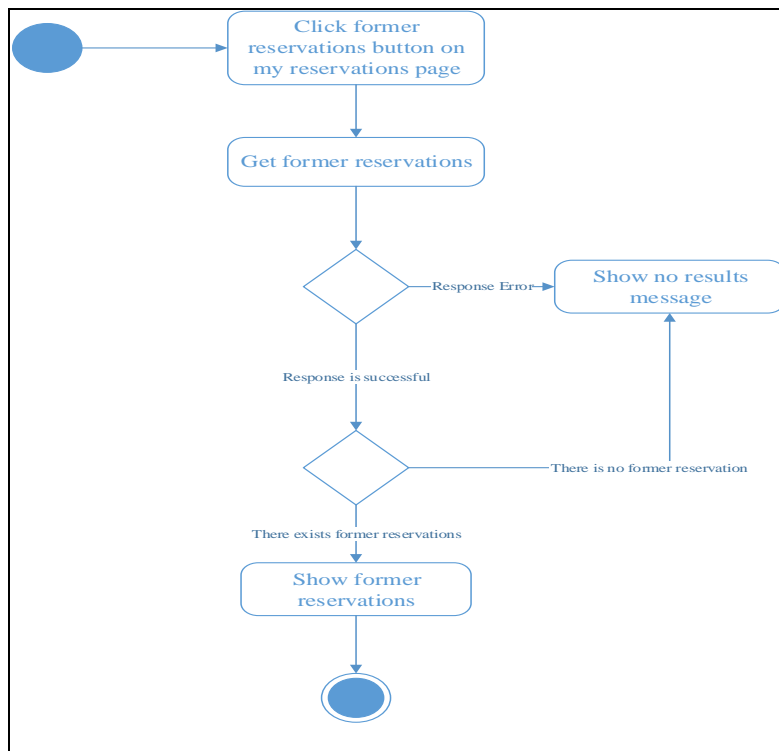 Click former
reservations button on
my reservations page
Get former reservations
Response Error
Show no results
message
Response is successful
There is no former reservation
There exists former reservations
Show former
reservations